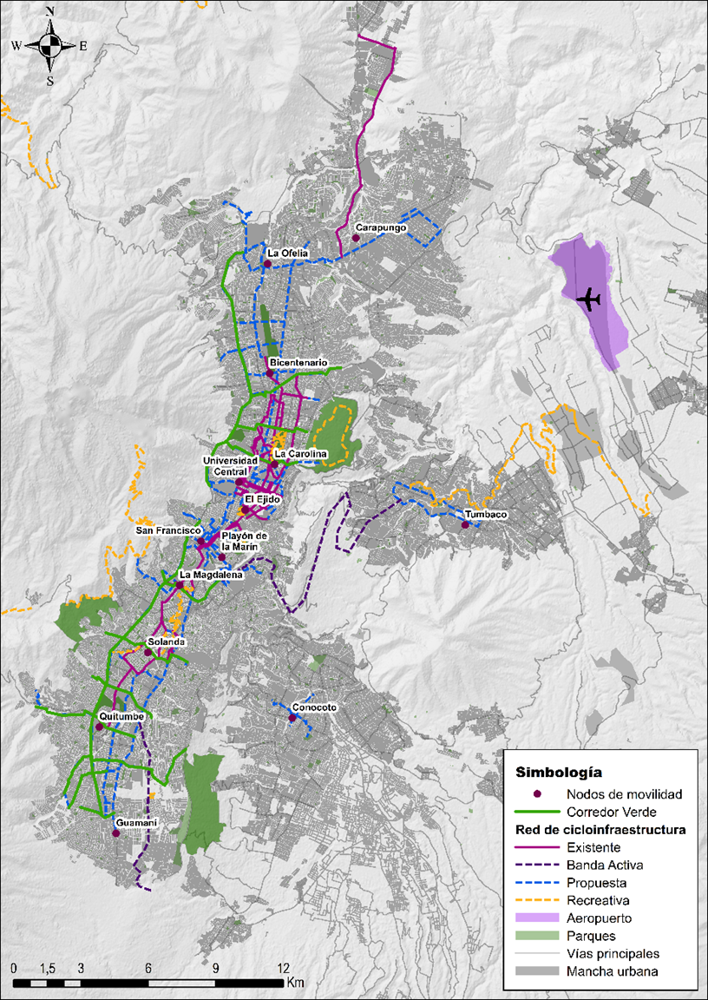 N
W E
S
Carapungo
La Ofelia
Bicentenario
La Carolina
Universidad
Central
El Ejido
Tumbaco
San Francisco
Playón de
la Marín
La Magdalena
Solanda
Conocoto
Quitumbe
Guamaní
Simbología
Nodos de movilidad
Corredor Verde
Red de cicloinfraestructura
Existente
Banda Activa
Propuesta
Recreativa
Aeropuerto
Parques
Vías principales
Mancha urbana
0 1,5 3 6 9 12
Km